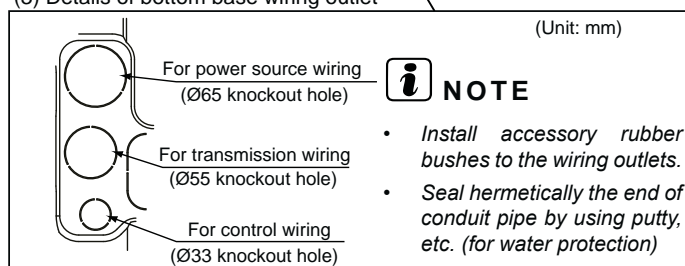 (3) Details of bottom base wiring outlet
(Unit: mm)
For power source wiring
(Ø65 knockout hole)
For transmission wiring
(Ø55 knockout hole)
For control wiring
(Ø33 knockout hole)
i NOTE
• Install accessory rubber
bushes to the wiring outlets.
• Seal hermetically the end of
conduit pipe by using putty,
etc. (for water protection)